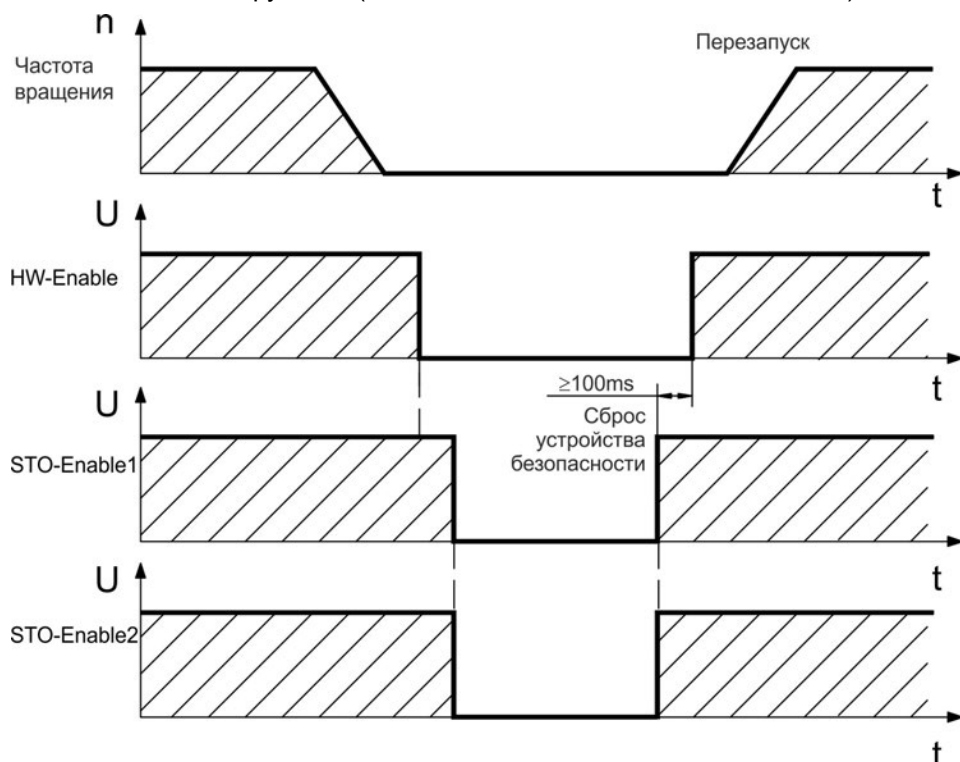 n
Частота
вращения
Перезапуск
t
U
HW-Enable
t
≥100ms
U
Сброс
устройства
безопасности
STO-Enable1
t
U
STO-Enable2
t